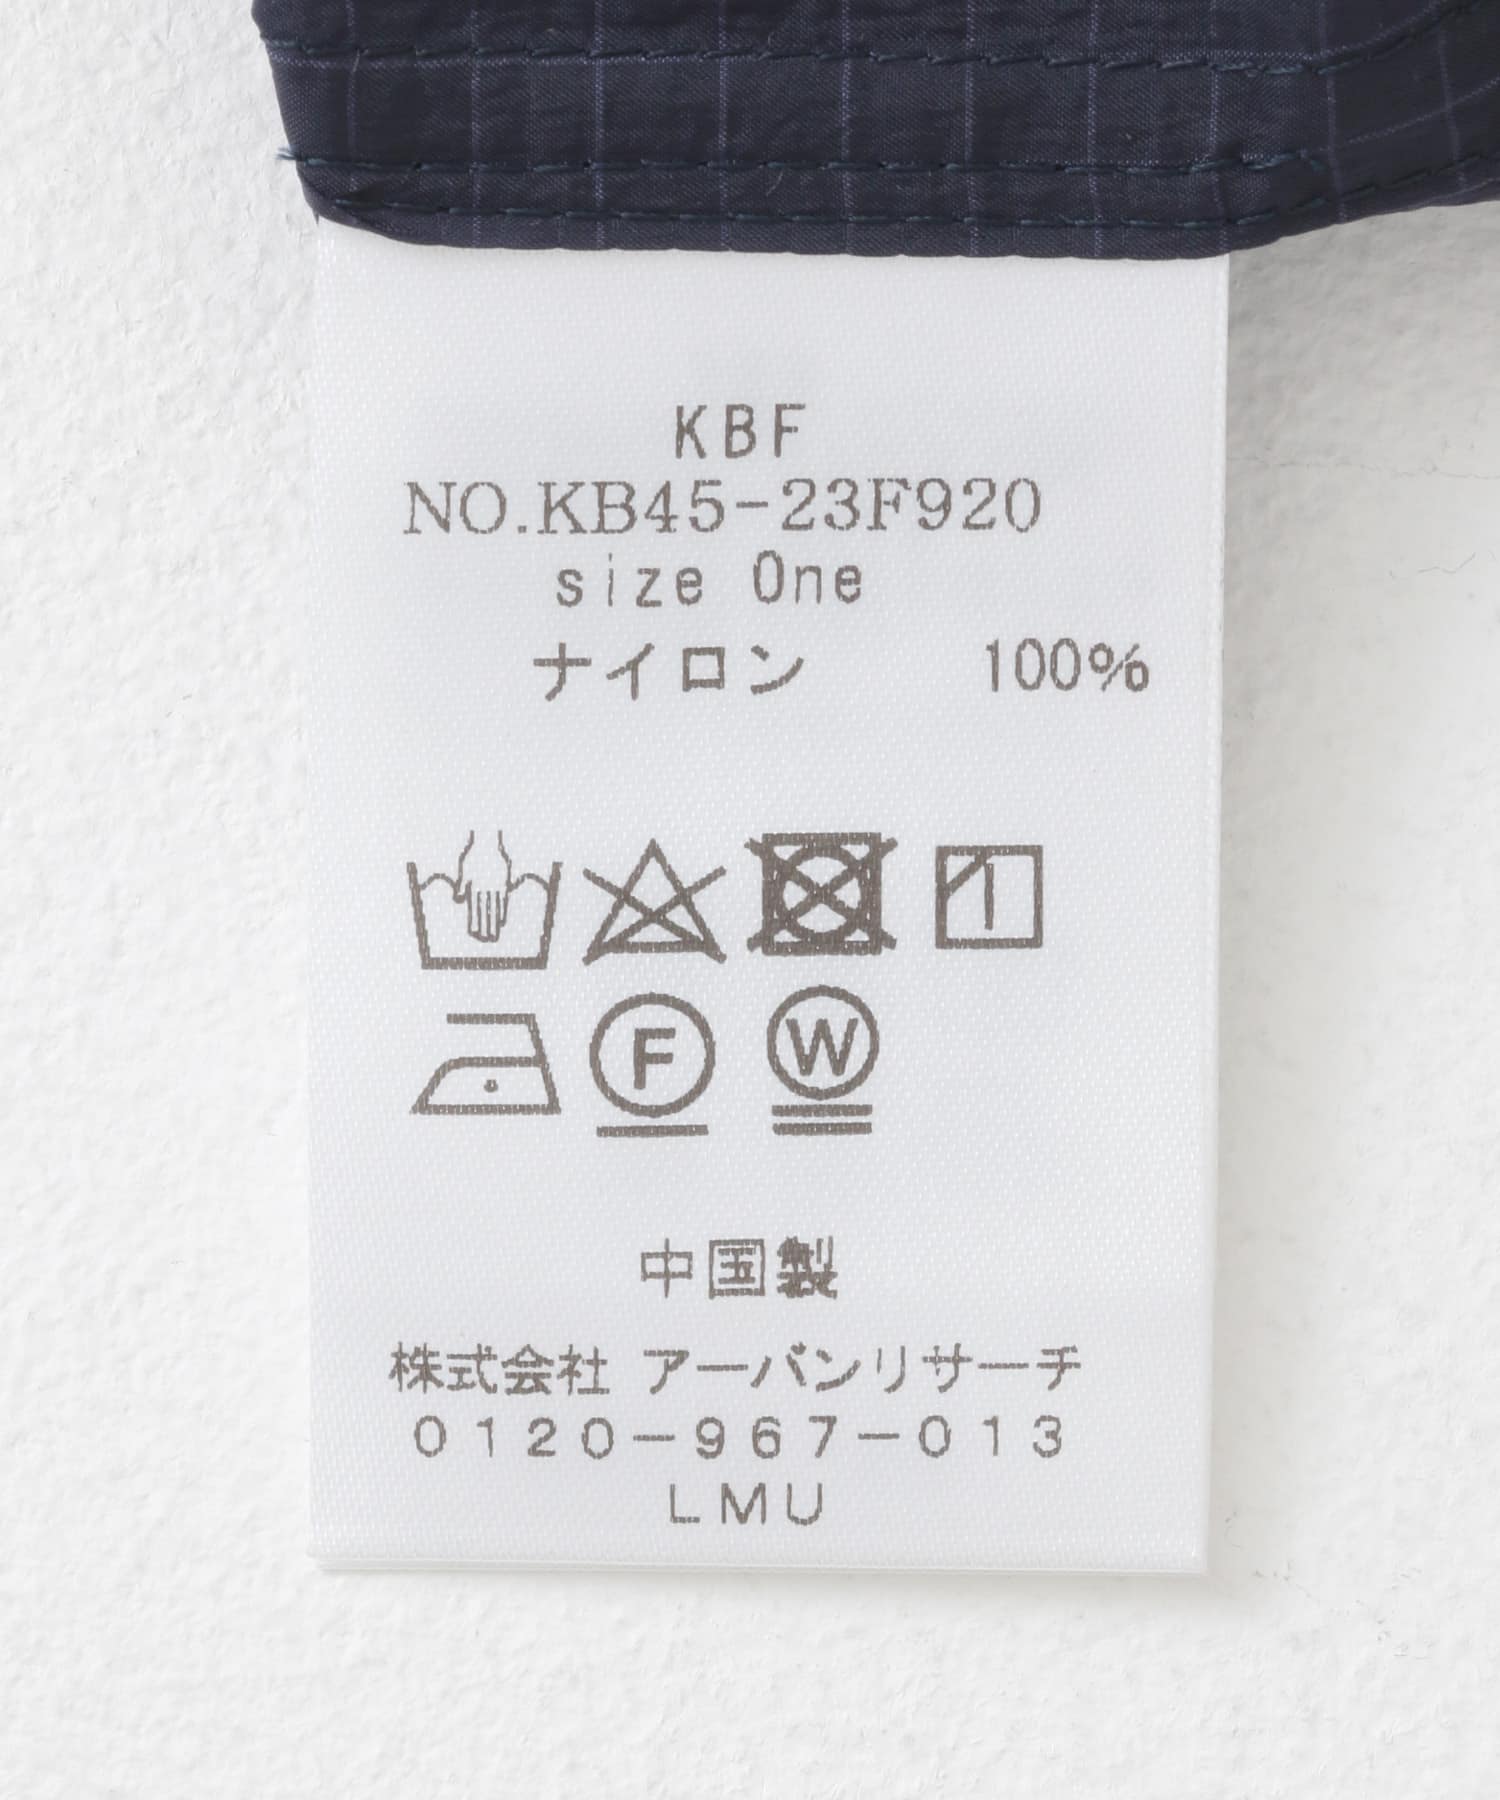 KBF
NO.KB45-23F920
size One
ナイロン 100%
F W
中国製
株式会社 アーバンリサーチ
0120-967-013
LMU